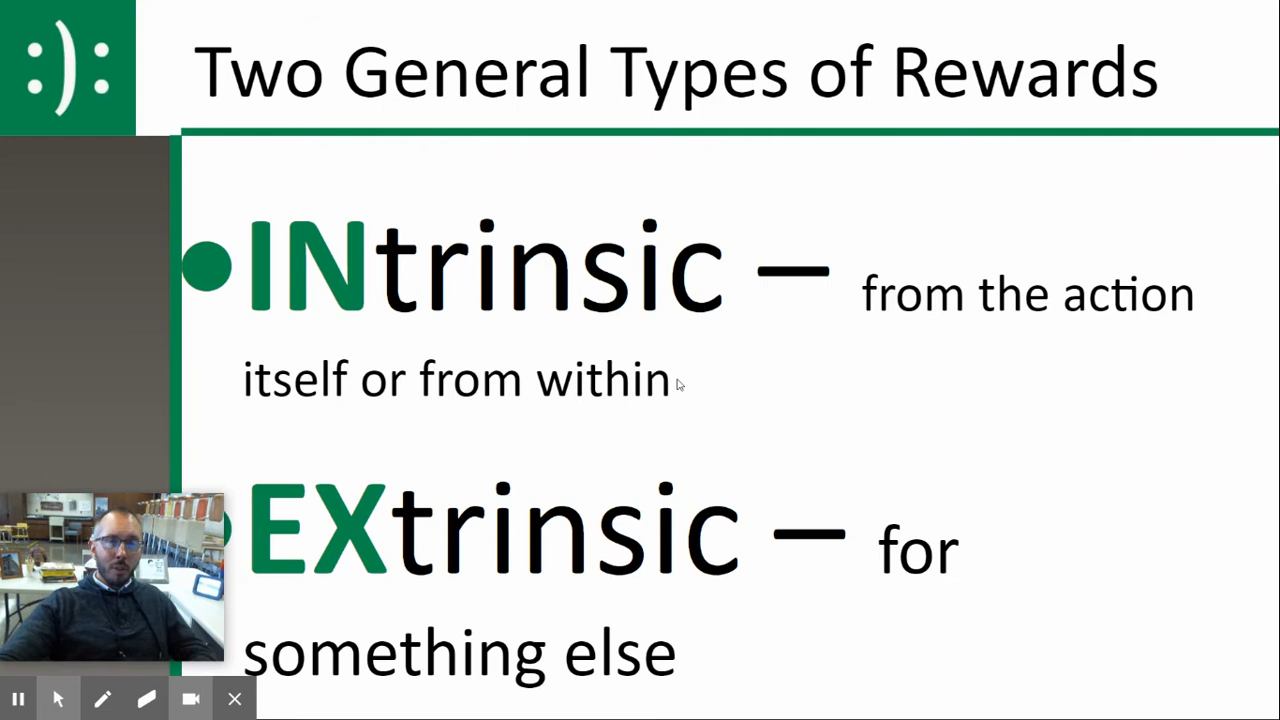 :):
Two General Types of Rewards
•INtrinsic – from the action
itself or from within
•EXtrinsic – for
something else